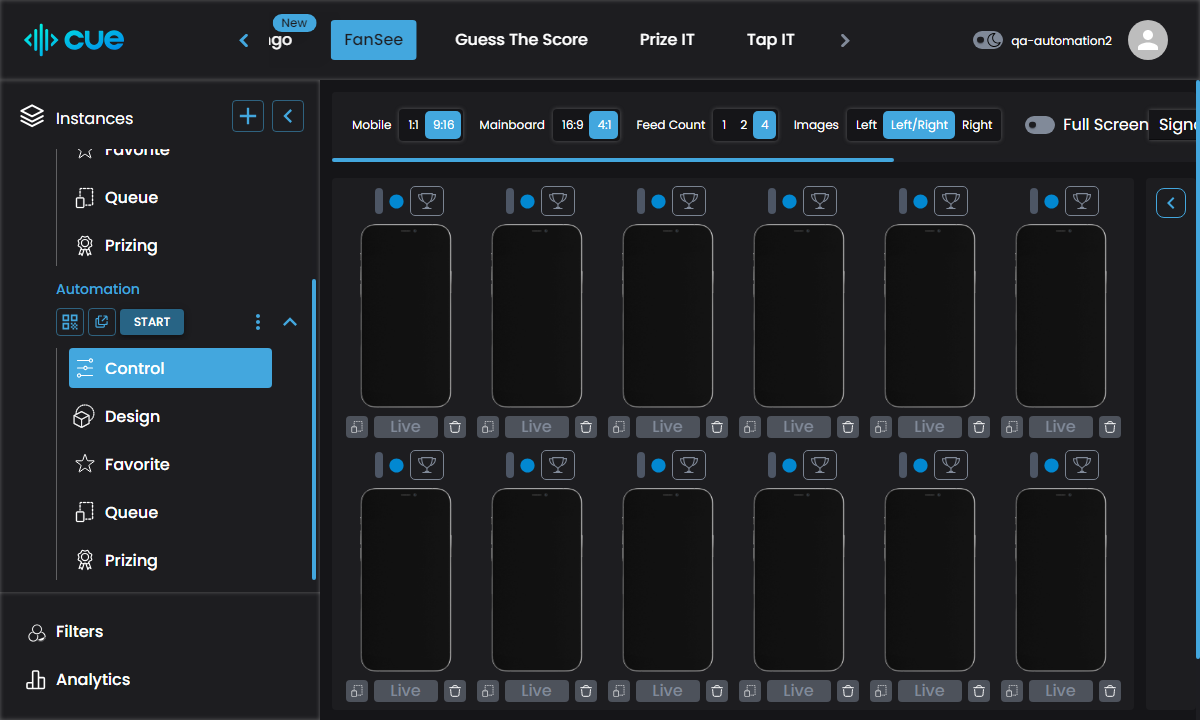 cue
New
FanSee
Guess The Score
Prize IT
Tap IT
qa-automation2
Instances
Favorite
Queue
Prizing
Automation
START
Control
Design
Favorite
Queue
Prizing
Filters
Analytics
Mobile 1:1 9:16 Mainboard 16:9 4:1 Feed Count 1 2 4 Images Left Left/Right Right Full Screen
Live Live Live Live Live Live
Live Live Live Live Live Live